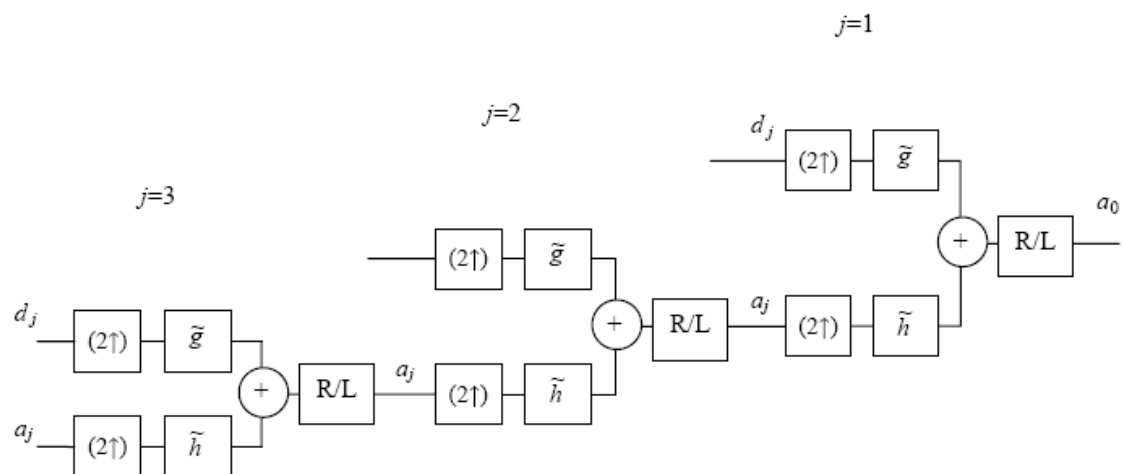 j=1
j=2
d_j (2↑) g̃
j=3
a_0
(2↑) g̃ + R/L
d_j a_j (2↑) h̃
(2↑) g̃ + R/L
a_j (2↑) h̃
+ R/L
a_j (2↑) h̃